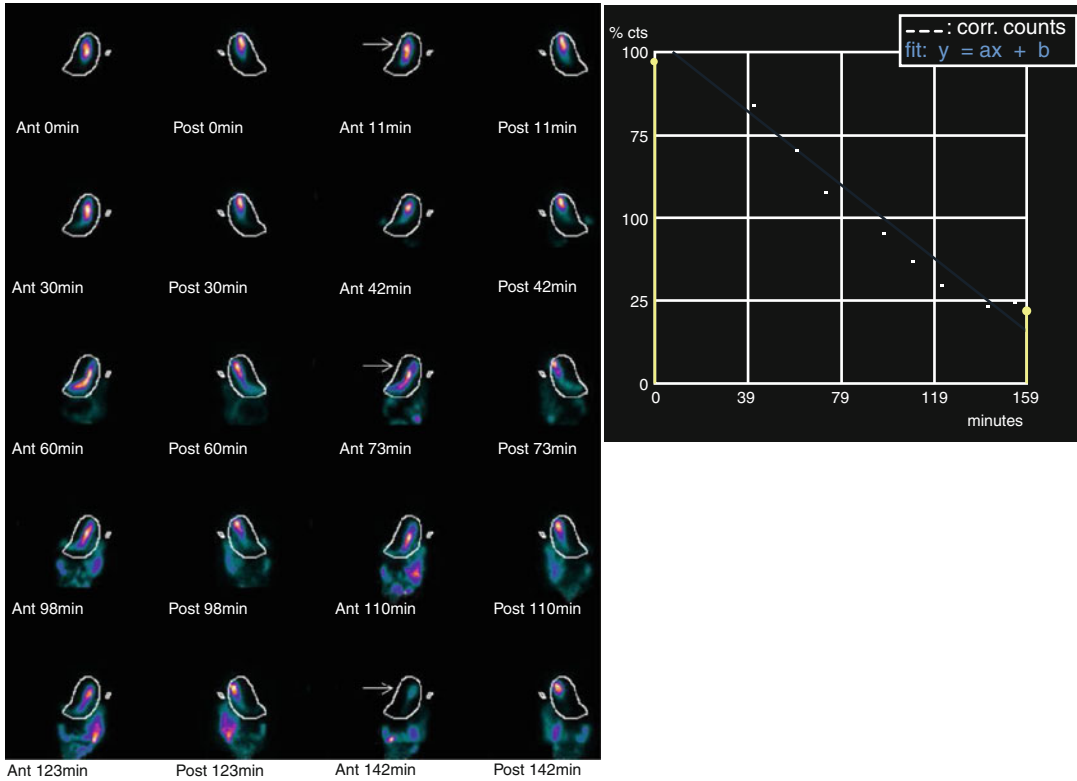 Ant 0min
Post 0min
Ant 11min
Post 11min
Ant 30min
Post 30min
Ant 42min
Post 42min
Ant 60min
Post 60min
Ant 73min
Post 73min
Ant 98min
Post 98min
Ant 110min
Post 110min
Ant 123min
Post 123min
Ant 142min
Post 142min
% cts
: corr. counts
fit: y = ax + b
100
75
100
25
0
0
39
79
119
159
minutes